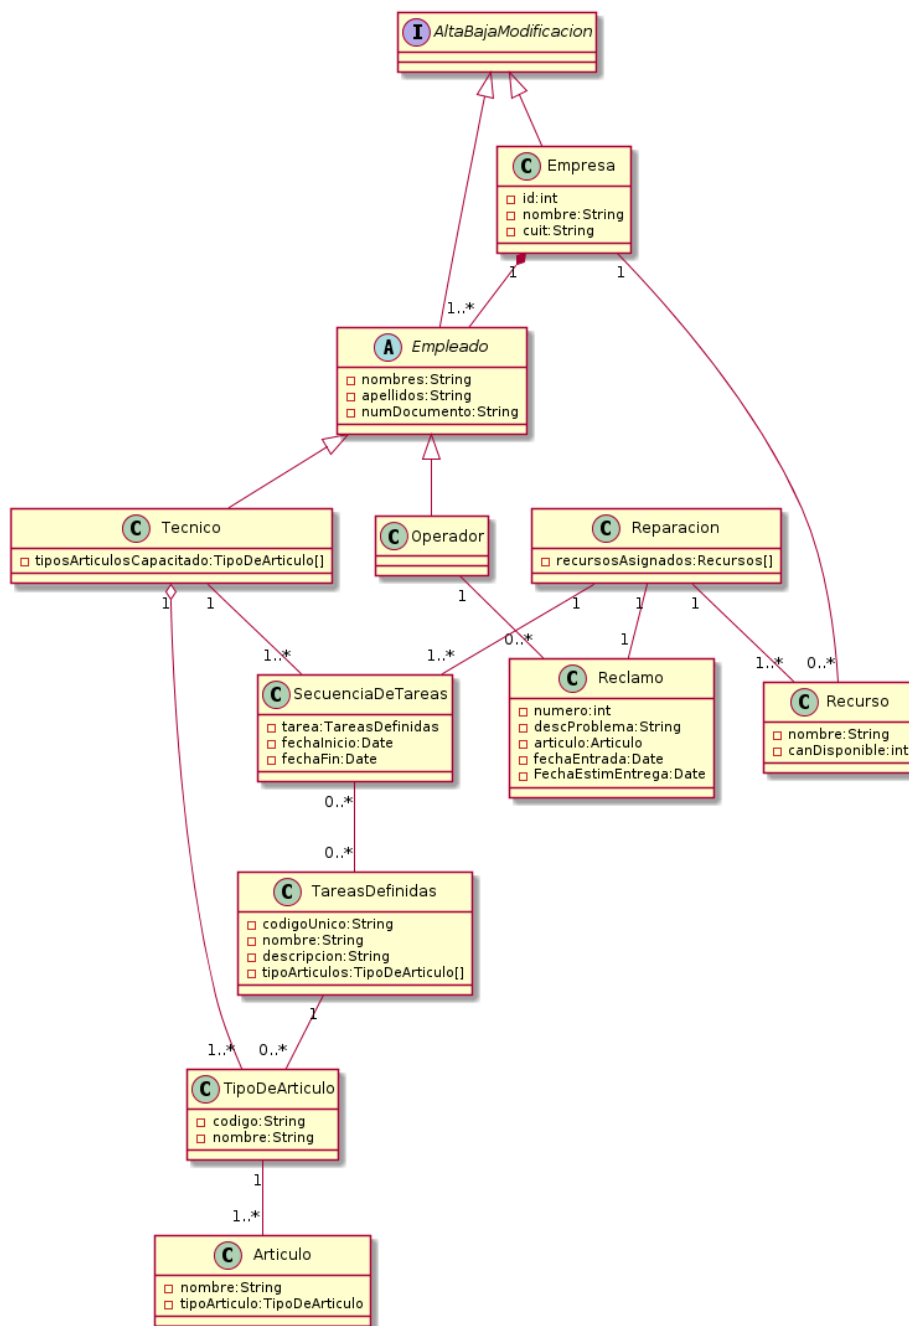 I AltaBajaModificacion
C Empresa
id:int
nombre:String
cuit:String
1
1
1..*
A Empleado
nombres:String
apellidos:String
numDocumento:String
C Tecnico
tiposArticulosCapacitado:TipoDeArticulo[]
C Operador
C Reparacion
recursosAsignados:Recursos[]
1
1
1
1
1
1
1..*
1..*
0..*
1
1..*
0..*
C SecuenciaDeTareas
tarea:TareasDefinidas
fechaInicio:Date
fechaFin:Date
C Reclamo
numero:int
descProblema:String
articulo:Articulo
fechaEntrada:Date
FechaEstimEntrega:Date
C Recurso
nombre:String
canDisponible:int
0..*
0..*
C TareasDefinidas
codigoUnico:String
nombre:String
descripcion:String
tipoArticulos:TipoDeArticulo[]
1
1..*
0..*
C TipoDeArticulo
codigo:String
nombre:String
1
1..*
C Articulo
nombre:String
tipoArticulo:TipoDeArticulo